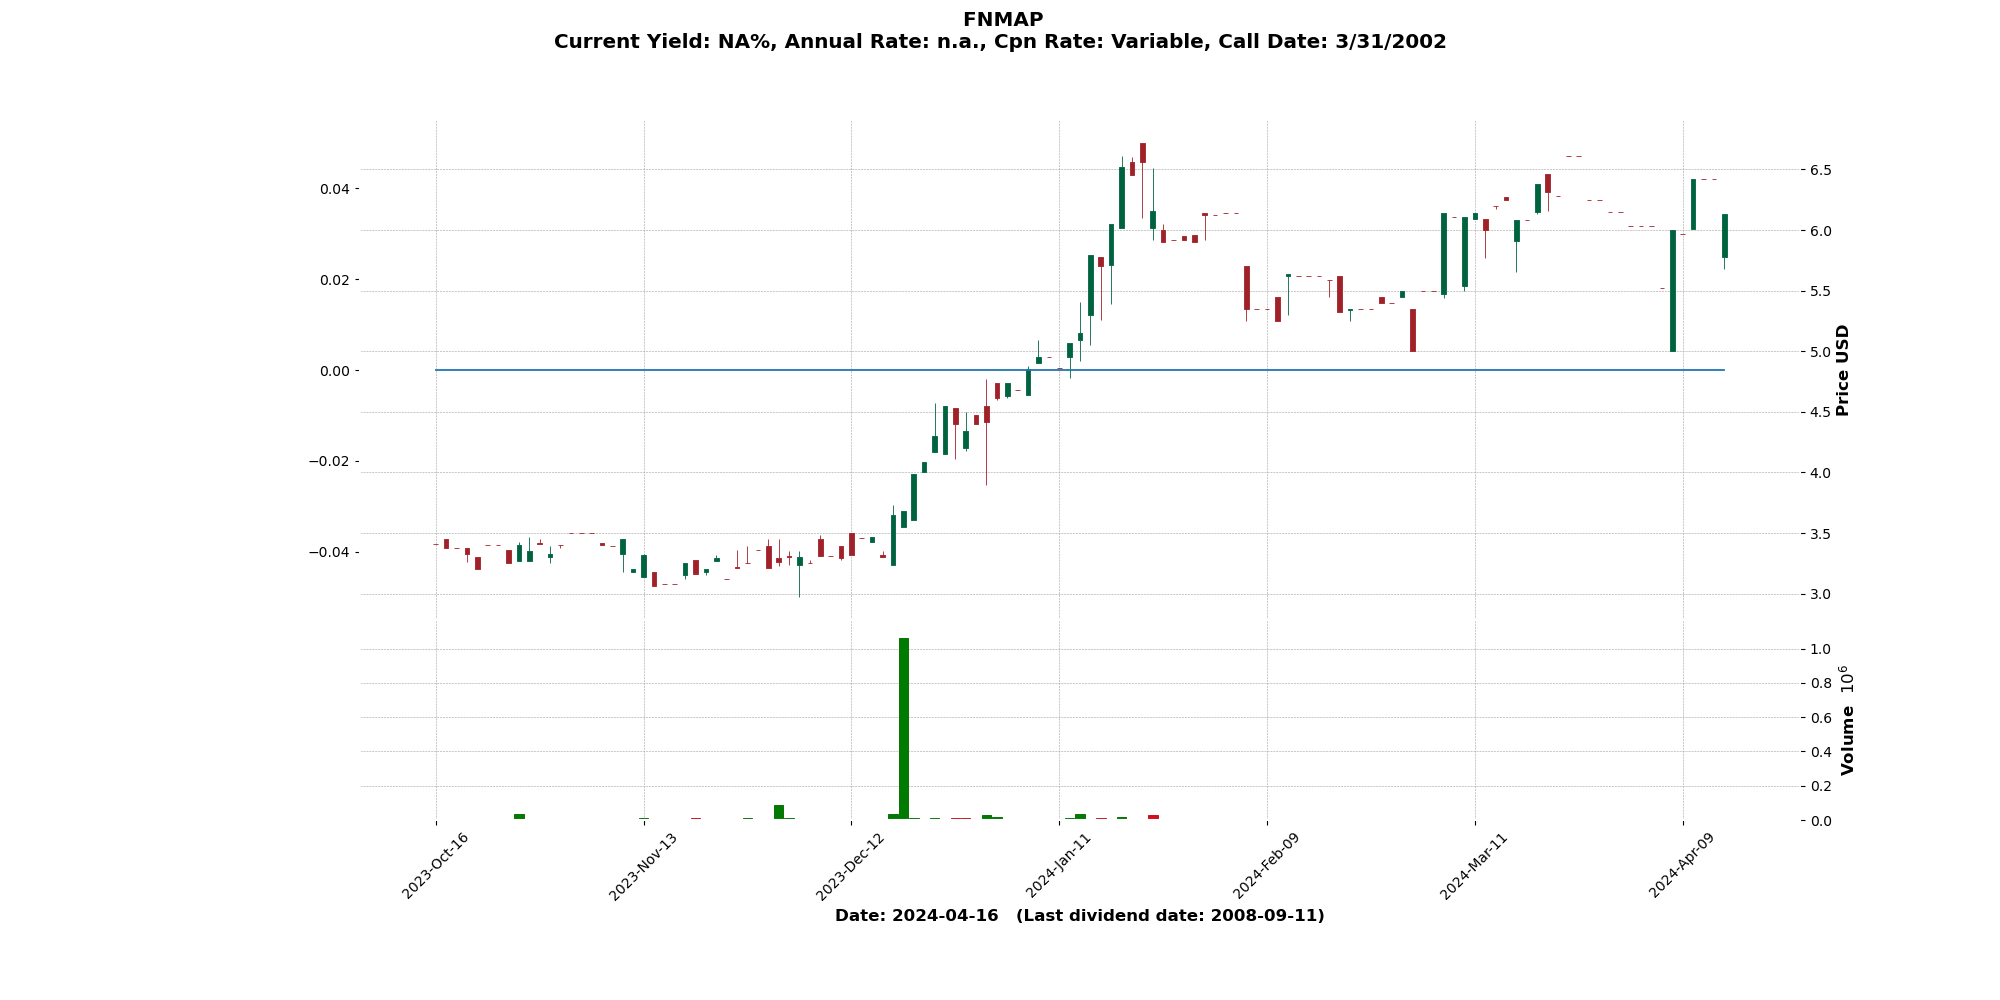 FNMAP
Current Yield: NA%, Annual Rate: n.a., Cpn Rate: Variable, Call Date: 3/31/2002
0.04
0.02
0.00
−0.02
−0.04
6.5
6.0
5.5
5.0
4.5
4.0
3.5
3.0
Price USD
1.0
0.8
0.6
0.4
0.2
0.0
Volume 10^6
2023-Oct-16
2023-Nov-13
2023-Dec-12
2024-Jan-11
2024-Feb-09
2024-Mar-11
2024-Apr-09
Date: 2024-04-16 (Last dividend date: 2008-09-11)